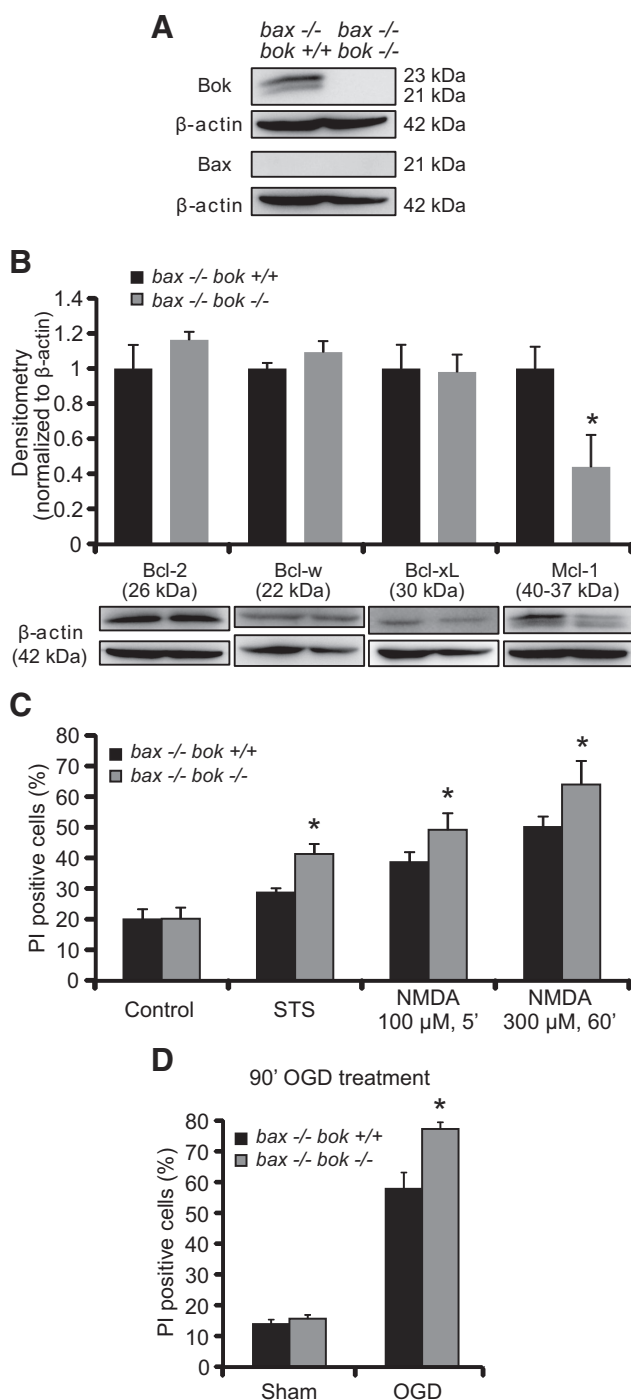 A
bax -/- bax -/-
bok +/+ bok -/-
Bok
23 kDa
21 kDa
β-actin
42 kDa
Bax
21 kDa
β-actin
42 kDa
B
bax -/- bok +/+
bax -/- bok -/-
Densitometry
(normalized to β-actin)
1.4
1.2
1
0.8
0.6
0.4
0.2
0
*
Bcl-2
(26 kDa)
Bcl-w
(22 kDa)
Bcl-xL
(30 kDa)
Mcl-1
(40-37 kDa)
β-actin
(42 kDa)
C
bax -/- bok +/+
bax -/- bok -/-
PI positive cells (%)
80
70
60
50
40
30
20
10
0
*
*
*
Control
STS
NMDA
100 µM, 5’
NMDA
300 µM, 60’
D
90’ OGD treatment
bax -/- bok +/+
bax -/- bok -/-
PI positive cells (%)
80
70
60
50
40
30
20
10
0
*
Sham
OGD